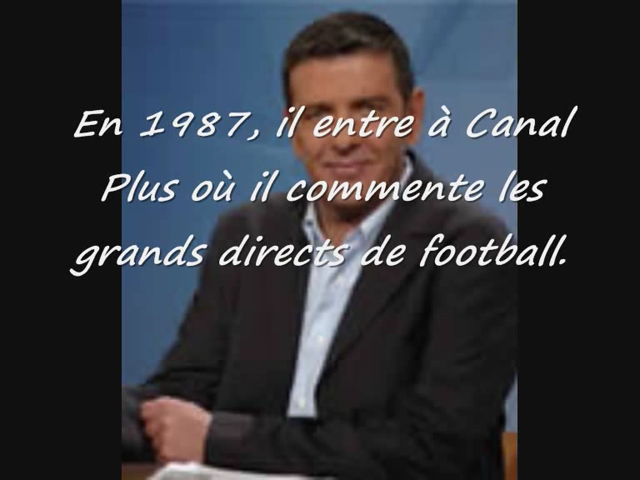 En 1987, il entre à Canal
Plus où il commente les
grands directs de football.